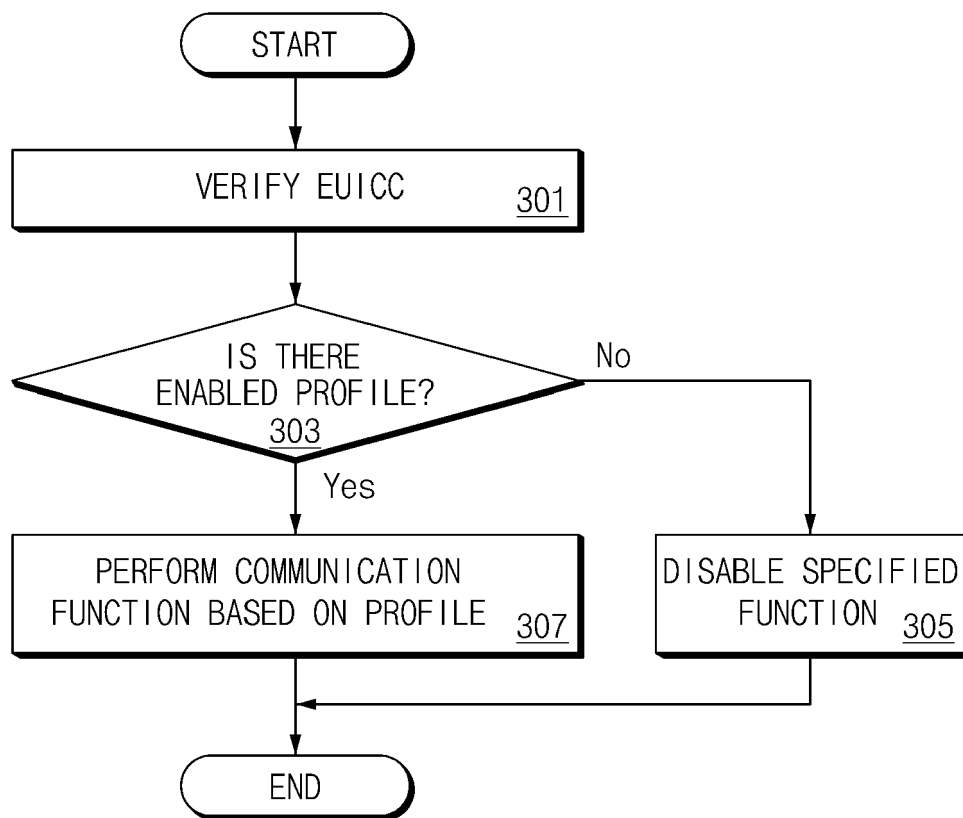 START
VERIFY EUICC
301
IS THERE
ENABLED PROFILE?
303
No
Yes
PERFORM COMMUNICATION
FUNCTION BASED ON PROFILE
307
DISABLE SPECIFIED
FUNCTION
305
END